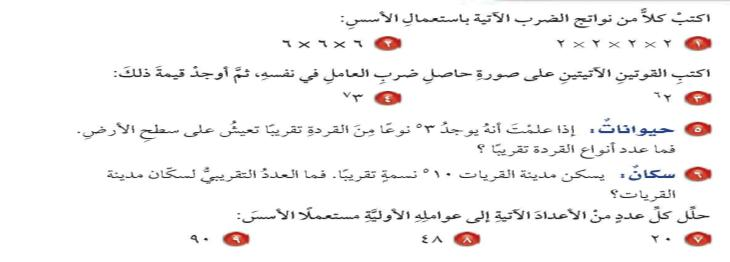 اكتبْ كلاًّ من نواتج الضرب الآتية باستعمالِ الأسسِ:
١ ٢ × ٢ × ٢ × ٢ ٢ ٦ × ٦ × ٦
اكتبِ القوتينِ الآتيتينِ على صورةِ حاصلِ ضربِ العاملِ في نفسهِ، ثمَّ أوجدْ قيمةَ ذلكَ:
٣ ٢^٦ ٤ ٣^٧
٥ حيواناتٌ: إذا علمْتَ أنهُ يوجدُ ٣^٥ نوعًا مِنَ القردةِ تقريبًا تعيشُ على سطحِ الأرضِ.
فما عدد أنواع القردة تقريبًا ؟
٦ سكانٌ: يسكن مدينة القريات ١٠^٥ نسمةٍ تقريبًا. فما العددُ التقريبيُّ لسكّان مدينة
القريات؟
حلِّل كلَّ عددٍ منْ الأعدادِ الآتيةِ إلى عواملِهِ الأوليَّةِ مستعملًا الأسسَ:
٧ ٢٠ ٨ ٤٨ ٩ ٩٠